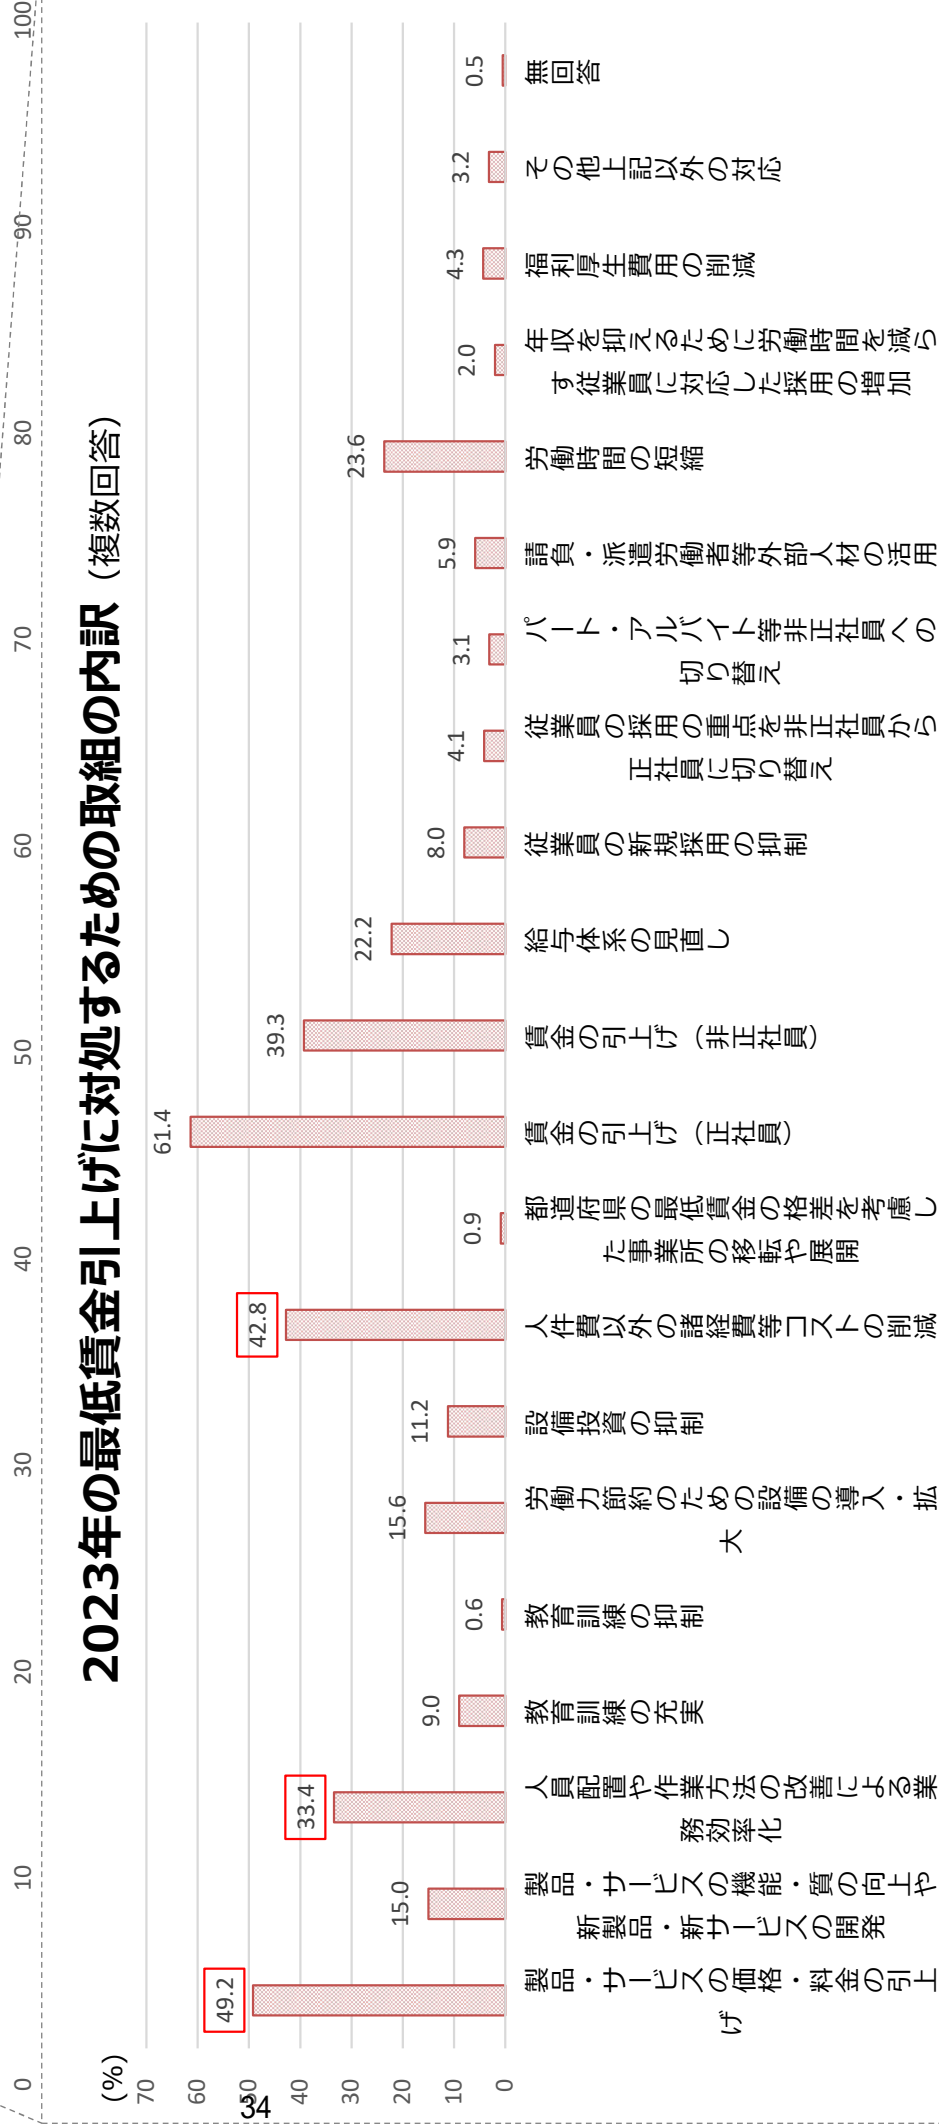 0 10 20 30 40 50 60 70 80 90 100
2023年の最低賃金引上げに対処するための取組の内訳（複数回答）
(%)
70
60
50
40
30
20
10
0
49.2
15.0
33.4
9.0
0.6
15.6
11.2
42.8
0.9
61.4
39.3
22.2
8.0
4.1
3.1
5.9
23.6
2.0
4.3
3.2
0.5
製品・サービスの価格・料金の引上
げ
製品・サービスの機能・質の向上や
新製品・新サービスの開発
人員配置や作業方法の改善による業
務効率化
教育訓練の充実
教育訓練の抑制
労働力節約のための設備の導入・拡
大
設備投資の抑制
人件費以外の諸経費等コストの削減
都道府県の最低賃金の格差を考慮し
た事業所の移転や展開
賃金の引上げ（正社員）
賃金の引上げ（非正社員）
給与体系の見直し
従業員の新規採用の抑制
従業員の採用の重点を非正社員から
正社員に切り替え
パート・アルバイト等非正社員への
切り替え
請負・派遣労働者等外部人材の活用
労働時間の短縮
年収を抑えるために労働時間を減ら
す従業員に対応した採用の増加
福利厚生費用の削減
その他上記以外の対応
無回答
34